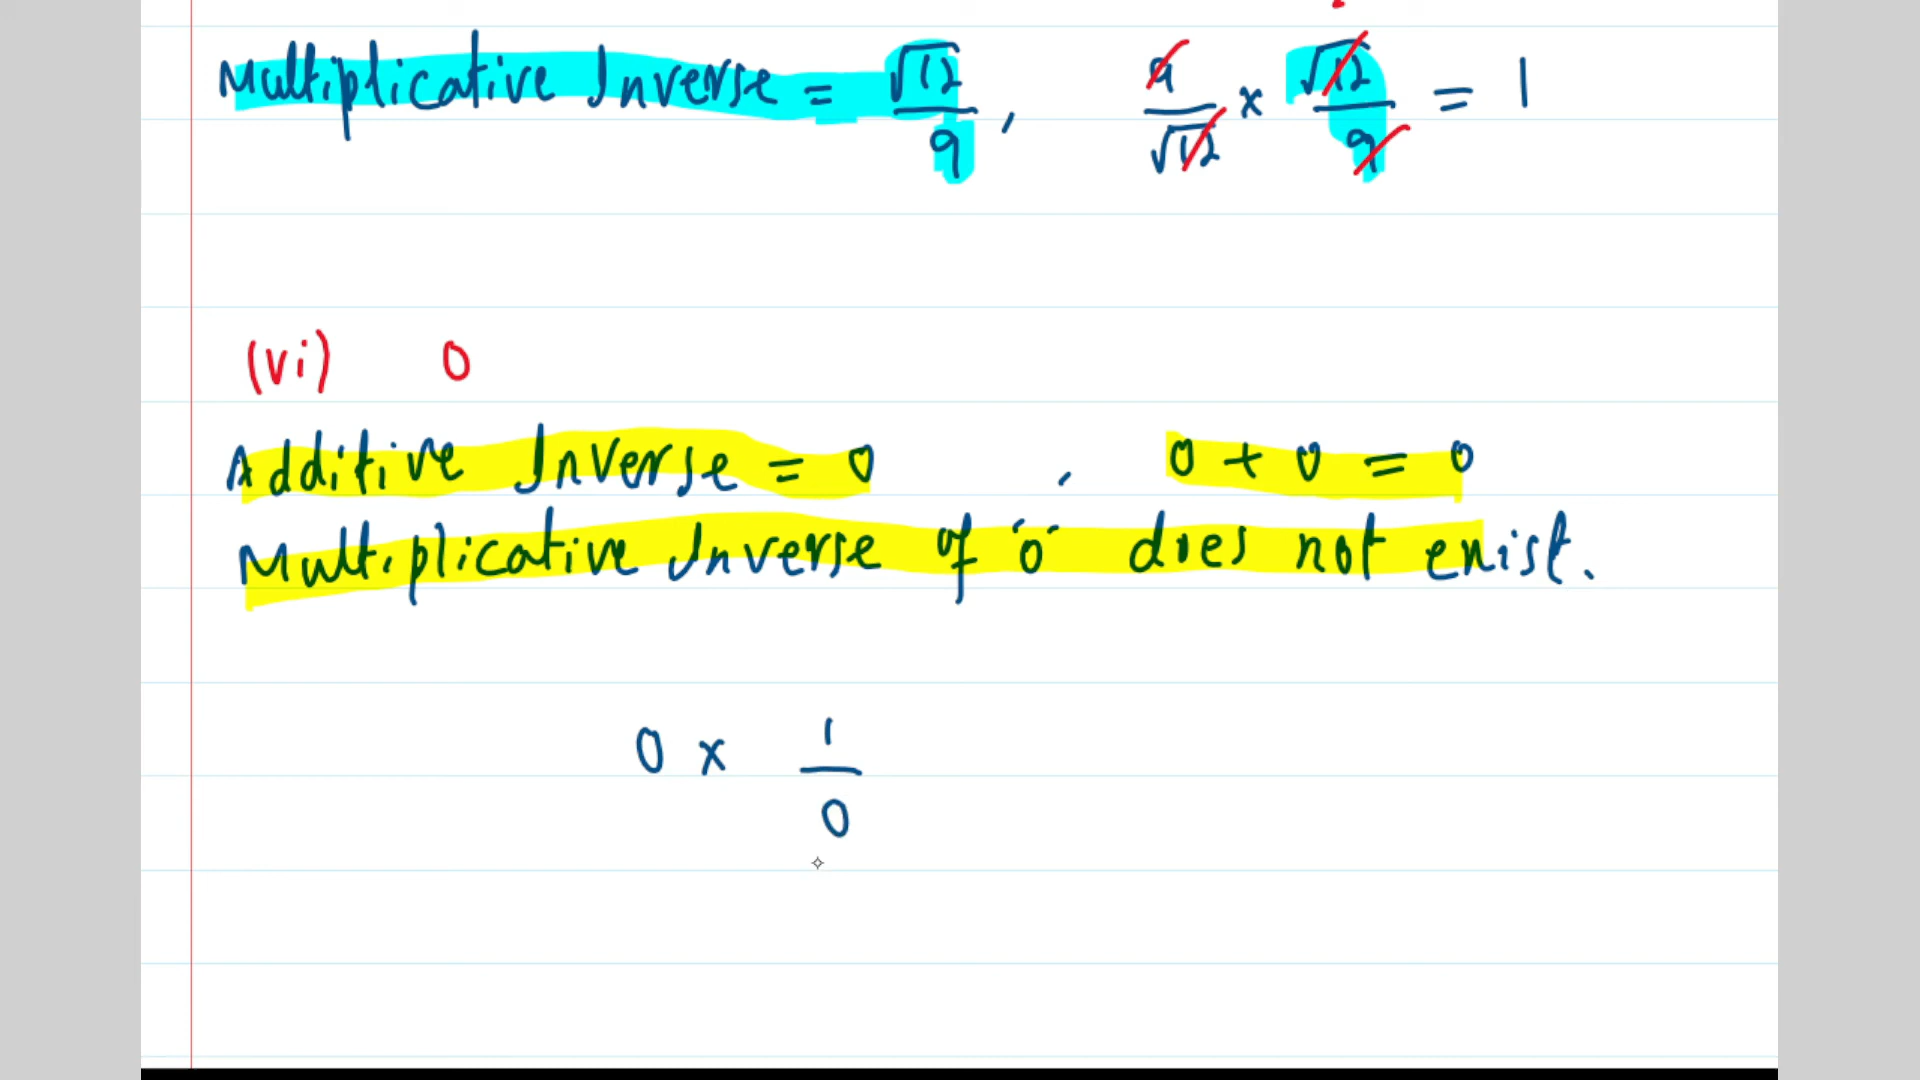 Multiplicative Inverse = √12/9 , 9/√12 × √12/9 = 1
(vi) 0
Additive Inverse = 0 , 0 + 0 = 0
Multiplicative Inverse of "0" does not exist.
0 × 1/0